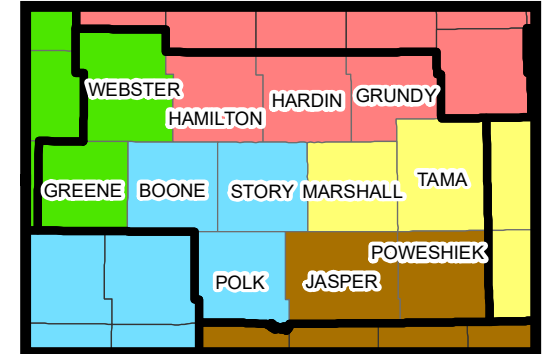 WEBSTER
HAMILTON
HARDIN
GRUNDY
GREENE
BOONE
STORY
MARSHALL
TAMA
POLK
JASPER
POWESHIEK